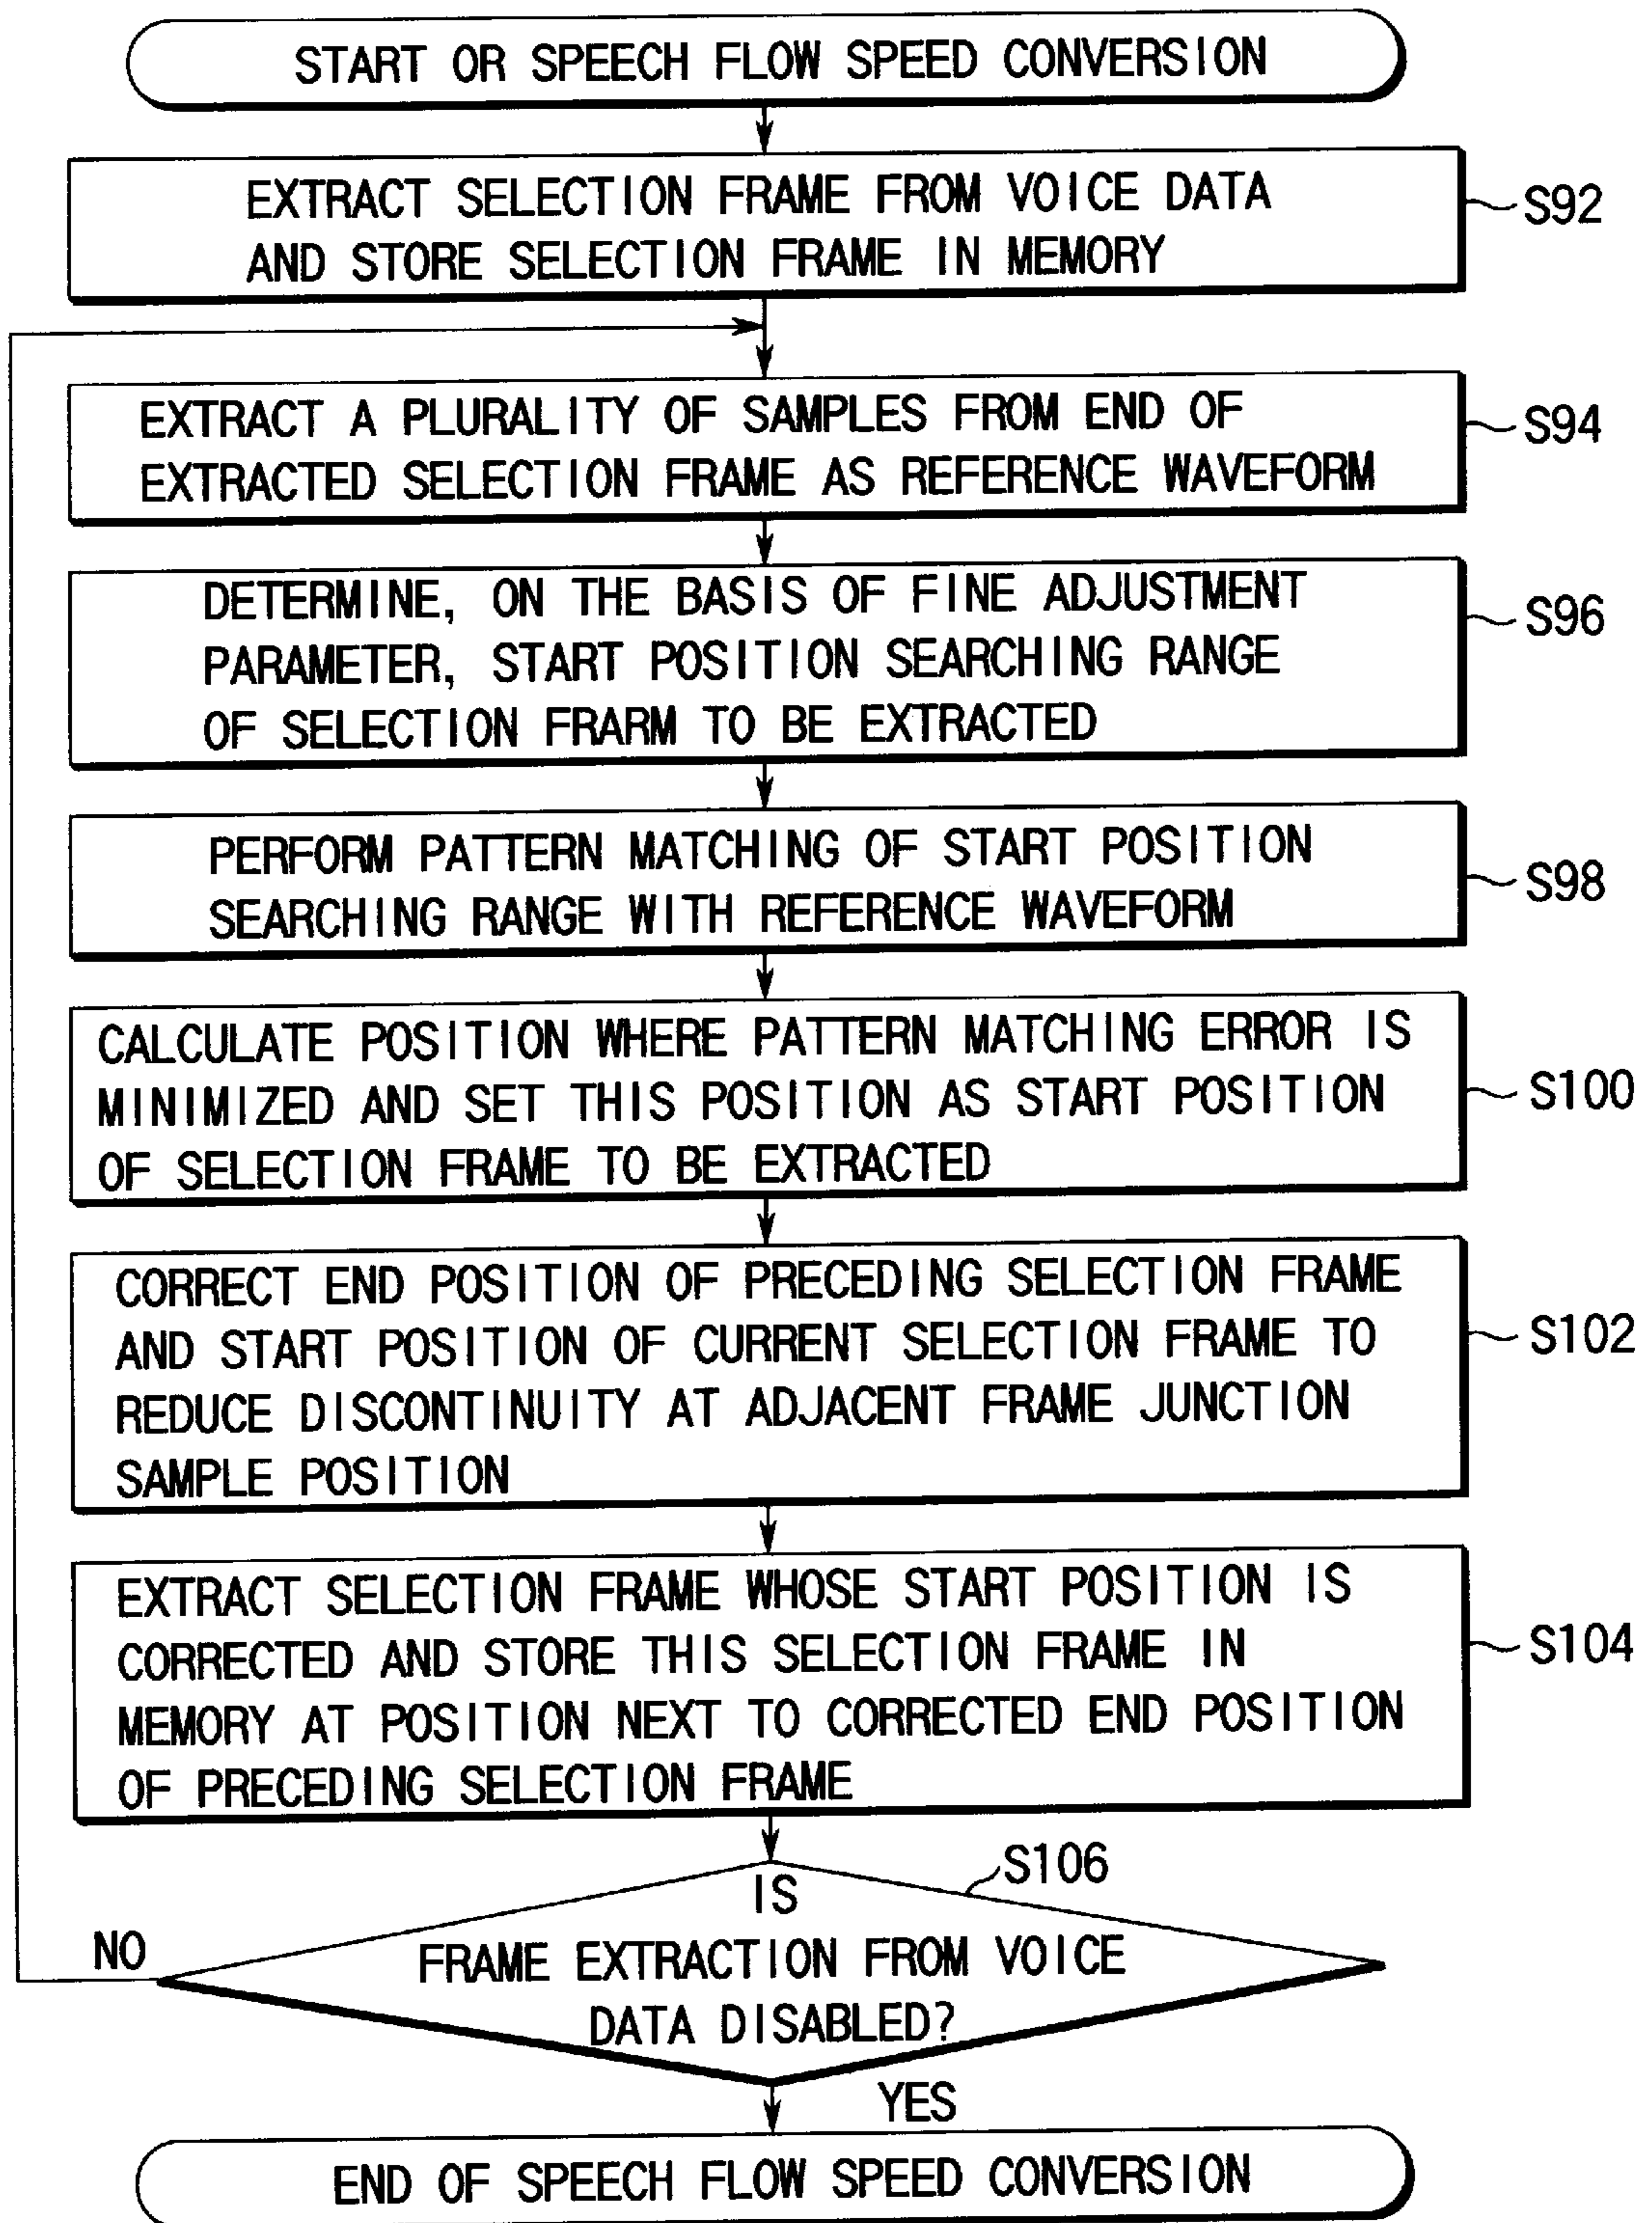 START OR SPEECH FLOW SPEED CONVERSION
EXTRACT SELECTION FRAME FROM VOICE DATA
AND STORE SELECTION FRAME IN MEMORY
S92
EXTRACT A PLURALITY OF SAMPLES FROM END OF
EXTRACTED SELECTION FRAME AS REFERENCE WAVEFORM
S94
DETERMINE, ON THE BASIS OF FINE ADJUSTMENT
PARAMETER, START POSITION SEARCHING RANGE
OF SELECTION FRARM TO BE EXTRACTED
S96
PERFORM PATTERN MATCHING OF START POSITION
SEARCHING RANGE WITH REFERENCE WAVEFORM
S98
CALCULATE POSITION WHERE PATTERN MATCHING ERROR IS
MINIMIZED AND SET THIS POSITION AS START POSITION
OF SELECTION FRAME TO BE EXTRACTED
S100
CORRECT END POSITION OF PRECEDING SELECTION FRAME
AND START POSITION OF CURRENT SELECTION FRAME TO
REDUCE DISCONTINUITY AT ADJACENT FRAME JUNCTION
SAMPLE POSITION
S102
EXTRACT SELECTION FRAME WHOSE START POSITION IS
CORRECTED AND STORE THIS SELECTION FRAME IN
MEMORY AT POSITION NEXT TO CORRECTED END POSITION
OF PRECEDING SELECTION FRAME
S104
S106
IS
FRAME EXTRACTION FROM VOICE
DATA DISABLED?
NO
YES
END OF SPEECH FLOW SPEED CONVERSION